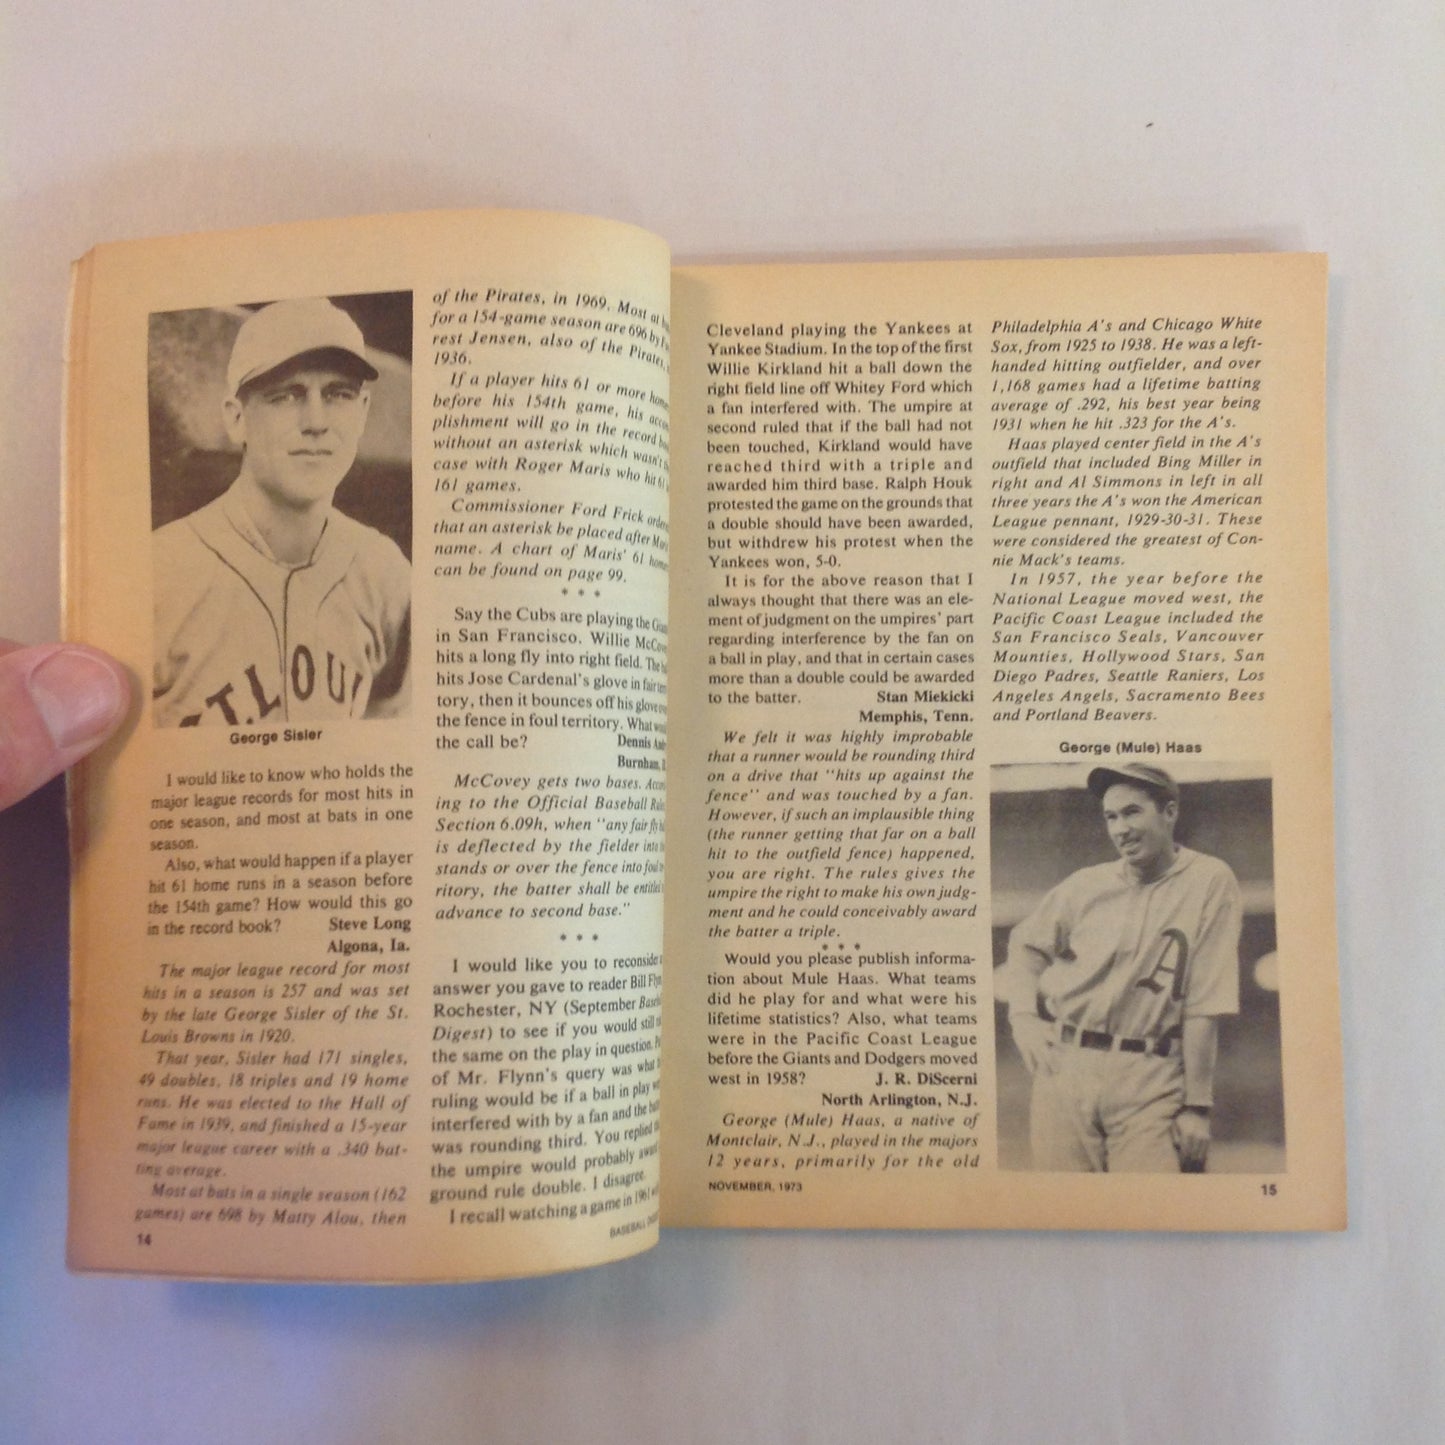 ST. LOU
George Sisler
I would like to know who holds the
major league records for most hits in
one season, and most at bats in one
season.
Also, what would happen if a player
hit 61 home runs in a season before
the 154th game? How would this go
in the record book? Steve Long
Algona, Ia.
The major league record for most
hits in a season is 257 and was set
by the late George Sisler of the St.
Louis Browns in 1920.
That year, Sisler had 171 singles,
49 doubles, 18 triples and 19 home
runs. He was elected to the Hall of
Fame in 1939, and finished a 15-year
major league career with a .340 bat-
ting average.
Most at bats in a single season (162
games) are 698 by Matty Alou, then
14
of the Pirates, in 1969. Most at
for a 154-game season are 696 by
rest Jensen, also of the Pirates,
1936.
If a player hits 61 or more home
before his 154th game, his
plishment will go in the record
without an asterisk which wasn't
case with Roger Maris who hit 61
161 games.
Commissioner Ford Frick
that an asterisk be placed after
name. A chart of Maris' 61
can be found on page 99.
* * *
Say the Cubs are playing the
in San Francisco. Willie
hits a long fly into right field. The
hits Jose Cardenal's glove in fair
tory, then it bounces off his glove
the fence in foul territory. What
the call be? Dennis
Burnham,
McCovey gets two bases.
ing to the Official Baseball
Section 6.09h, when "any fair fly
is deflected by the fielder into
stands or over the fence into foul
ritory, the batter shall be entitled
advance to second base."
* * *
I would like you to reconsider
answer you gave to reader Bill
Rochester, NY (September
Digest) to see if you would still
the same on the play in question.
of Mr. Flynn's query was what
ruling would be if a ball in play
interfered with by a fan and the
was rounding third. You replied
the umpire would probably
ground rule double. I disagree.
I recall watching a game in 1961
BASEBALL
Cleveland playing the Yankees at
Yankee Stadium. In the top of the first
Willie Kirkland hit a ball down the
right field line off Whitey Ford which
a fan interfered with. The umpire at
second ruled that if the ball had not
been touched, Kirkland would have
reached third with a triple and
awarded him third base. Ralph Houk
protested the game on the grounds that
a double should have been awarded,
but withdrew his protest when the
Yankees won, 5-0.
It is for the above reason that I
always thought that there was an ele-
ment of judgment on the umpires' part
regarding interference by the fan on
a ball in play, and that in certain cases
more than a double could be awarded
to the batter. Stan Miekicki
Memphis, Tenn.
We felt it was highly improbable
that a runner would be rounding third
on a drive that "hits up against the
fence" and was touched by a fan.
However, if such an implausible thing
(the runner getting that far on a ball
hit to the outfield fence) happened,
you are right. The rules gives the
umpire the right to make his own judg-
ment and he could conceivably award
the batter a triple.
* * *
Would you please publish informa-
tion about Mule Haas. What teams
did he play for and what were his
lifetime statistics? Also, what teams
were in the Pacific Coast League
before the Giants and Dodgers moved
west in 1958? J. R. DiScerni
North Arlington, N.J.
George (Mule) Haas, a native of
Montclair, N.J., played in the majors
12 years, primarily for the old
NOVEMBER, 1973
Philadelphia A's and Chicago White
Sox, from 1925 to 1938. He was a left-
handed hitting outfielder, and over
1,168 games had a lifetime batting
average of .292, his best year being
1931 when he hit .323 for the A's.
Haas played center field in the A's
outfield that included Bing Miller in
right and Al Simmons in left in all
three years the A's won the American
League pennant, 1929-30-31. These
were considered the greatest of Con-
nie Mack's teams.
In 1957, the year before the
National League moved west, the
Pacific Coast League included the
San Francisco Seals, Vancouver
Mounties, Hollywood Stars, San
Diego Padres, Seattle Raniers, Los
Angeles Angels, Sacramento Bees
and Portland Beavers.
George (Mule) Haas
A
15